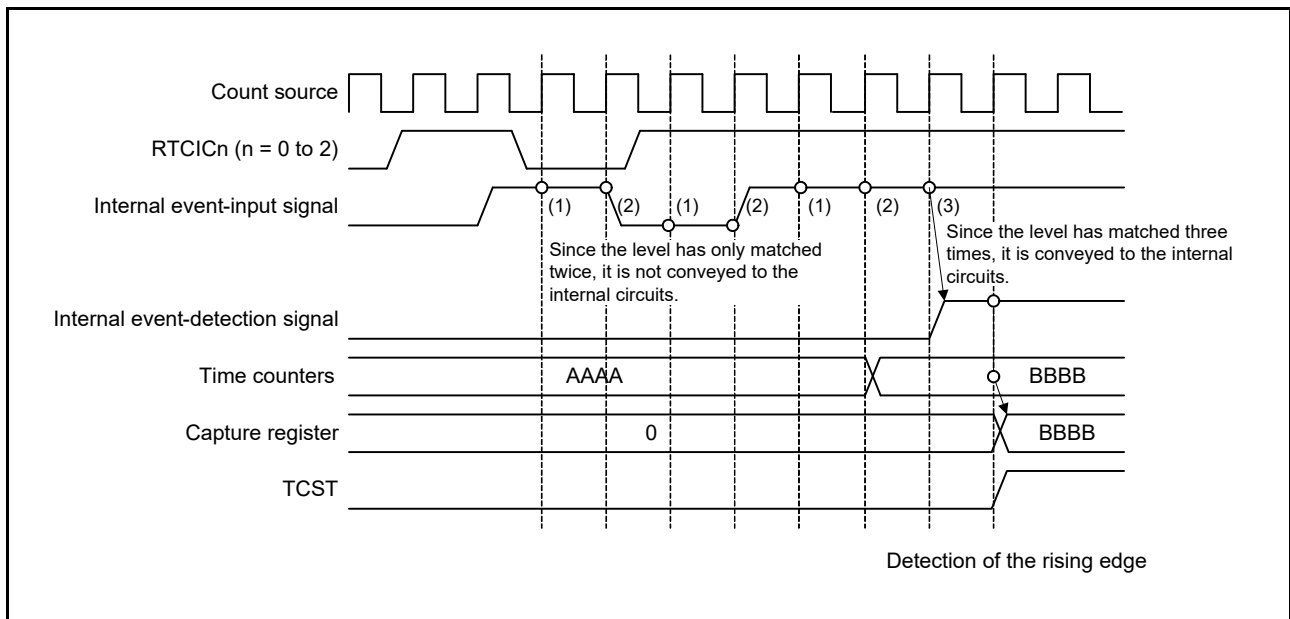 Count source
RTCICn (n = 0 to 2)
Internal event-input signal
(1)
(2)
(1)
(2)
(1)
(2)
(3)
Since the level has only matched
twice, it is not conveyed to the
internal circuits.
Since the level has matched three
times, it is conveyed to the internal
circuits.
Internal event-detection signal
Time counters
AAAA
BBBB
Capture register
0
BBBB
TCST
Detection of the rising edge